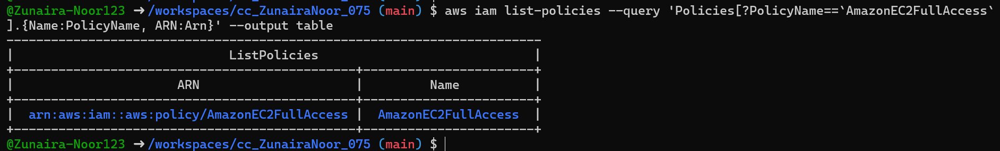 @Zunaira-Noor123 ➜ /workspaces/cc_ZunairaNoor_075 (main) $ aws iam list-policies --query 'Policies[?PolicyName==`AmazonEC2FullAccess`
].{Name:PolicyName, ARN:Arn}' --output table
------------------------------------------------------------------------
|                             ListPolicies                             |
+----------------------------------------------+-----------------------+
|                      ARN                     |         Name          |
+----------------------------------------------+-----------------------+
|  arn:aws:iam::aws:policy/AmazonEC2FullAccess |  AmazonEC2FullAccess  |
+----------------------------------------------+-----------------------+
@Zunaira-Noor123 ➜ /workspaces/cc_ZunairaNoor_075 (main) $